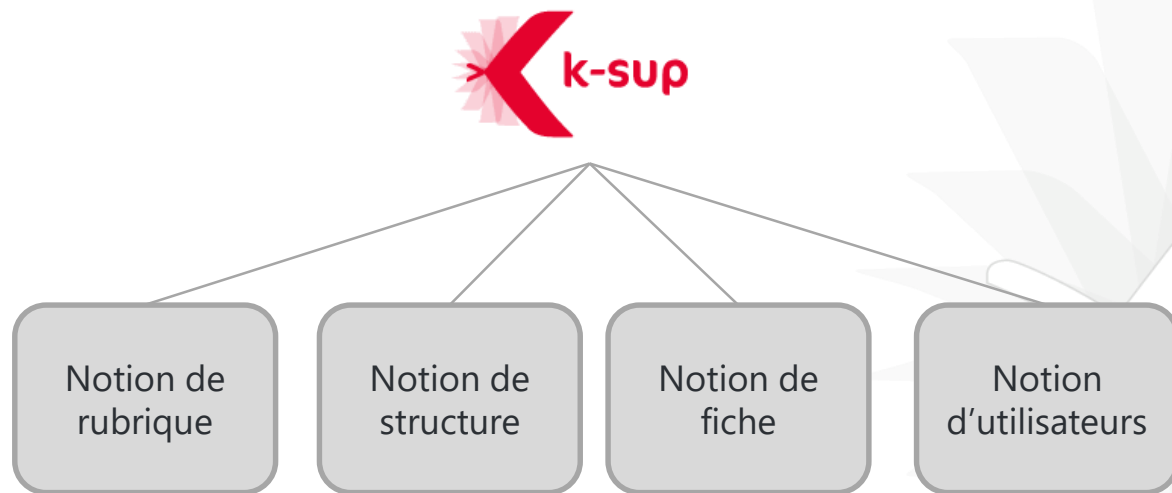 k-sup
Notion de
rubrique
Notion de
structure
Notion de
fiche
Notion
d’utilisateurs